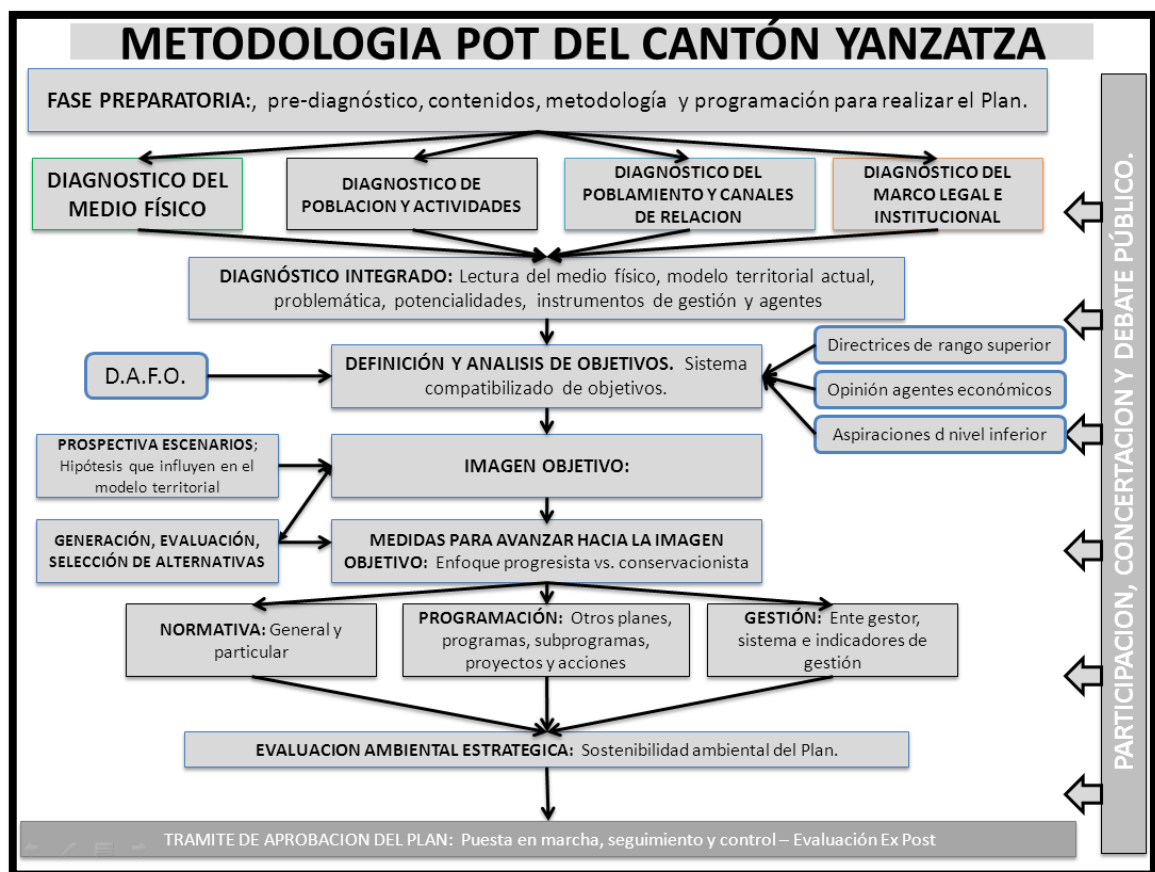 METODOLOGIA POT DEL CANTÓN YANZATZA
FASE PREPARATORIA:, pre-diagnóstico, contenidos, metodología y programación para realizar el Plan.
DIAGNOSTICO DEL
MEDIO FÍSICO
DIAGNOSTICO DE
POBLACION Y ACTIVIDADES
DIAGNOSTICO DEL
POBLAMIENTO Y CANALES
DE RELACION
DIAGNOSTICO DEL
MARCO LEGAL E
INSTITUCIONAL
DIAGNÓSTICO INTEGRADO: Lectura del medio físico, modelo territorial actual,
problemática, potencialidades, instrumentos de gestión y agentes
D.A.F.O.
DEFINICIÓN Y ANALISIS DE OBJETIVOS. Sistema
compatibilizado de objetivos.
Directrices de rango superior
Opinión agentes económicos
Aspiraciones d nivel inferior
PROSPECTIVA ESCENARIOS;
Hipótesis que influyen en el
modelo territorial
IMAGEN OBJETIVO:
GENERACIÓN, EVALUACIÓN,
SELECCIÓN DE ALTERNATIVAS
MEDIDAS PARA AVANZAR HACIA LA IMAGEN
OBJETIVO: Enfoque progresista vs. conservacionista
NORMATIVA: General y
particular
PROGRAMACIÓN: Otros planes,
programas, subprogramas,
proyectos y acciones
GESTIÓN: Ente gestor,
sistema e indicadores de
gestión
EVALUACION AMBIENTAL ESTRATEGICA: Sostenibilidad ambiental del Plan.
TRAMITE DE APROBACION DEL PLAN: Puesta en marcha, seguimiento y control – Evaluación Ex Post
PARTICIPACION, CONCERTACION Y DEBATE PÚBLICO.